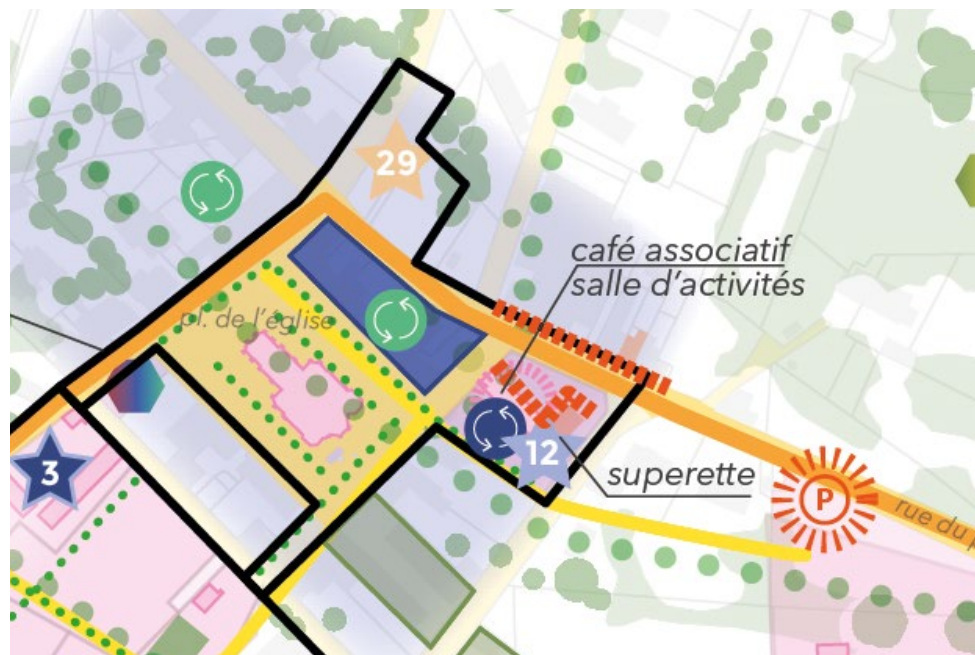 29
café associatif
salle d'activités
pl. de l'église
12
3
superette
P
rue du